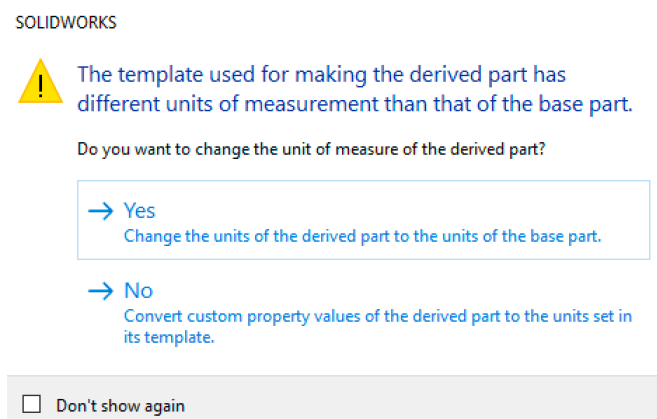 SOLIDWORKS
The template used for making the derived part has
different units of measurement than that of the base part.
Do you want to change the unit of measure of the derived part?
Yes
Change the units of the derived part to the units of the base part.
No
Convert custom property values of the derived part to the units set in
its template.
Don't show again